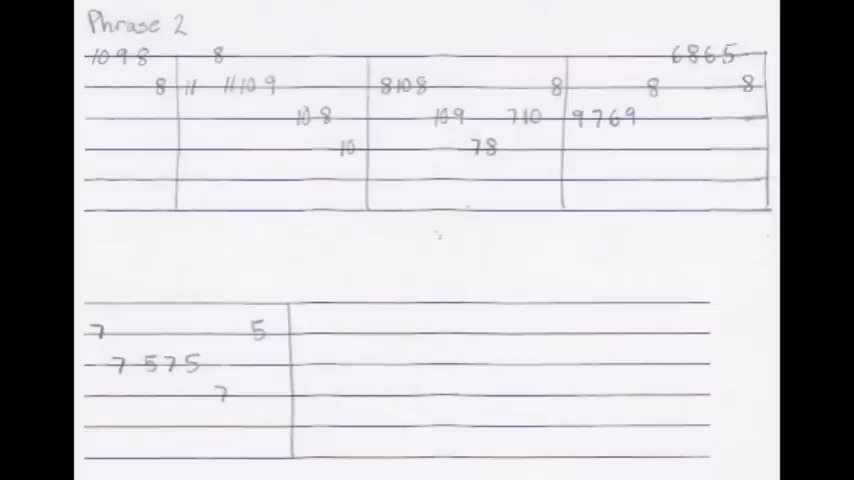 Phrase 2
10 9 8 8 6 8 6 5
8 11 11 10 9 8 10 8 8 8 8
10 8 10 9 7 10 9 7 6 9
10 7 8
7 5
7 5 7 5
7